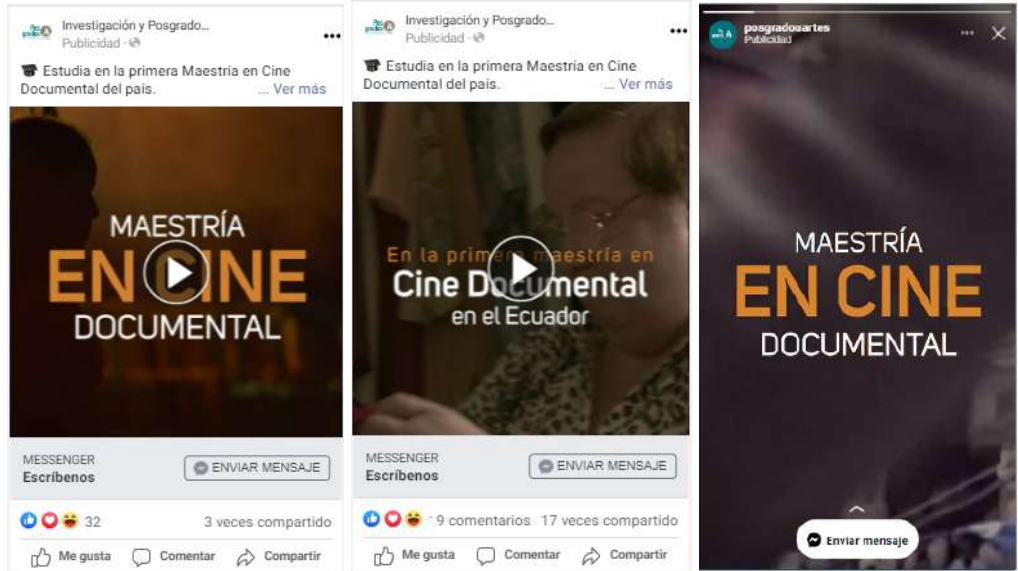 Investigación y Posgrado...
Publicidad ·
Estudia en la primera Maestría en Cine
Documental del país.
... Ver más
MAESTRÍA
EN CINE
DOCUMENTAL
MESSENGER
Escríbenos
ENVIAR MENSAJE
32
3 veces compartido
Me gusta
Comentar
Compartir
Investigación y Posgrado...
Publicidad ·
Estudia en la primera Maestría en Cine
Documental del país.
... Ver más
En la primera maestría en
Cine Documental
en el Ecuador
MESSENGER
Escríbenos
ENVIAR MENSAJE
9 comentarios
17 veces compartido
Me gusta
Comentar
Compartir
posgradouartes
Publicidad
MAESTRÍA
EN CINE
DOCUMENTAL
Enviar mensaje